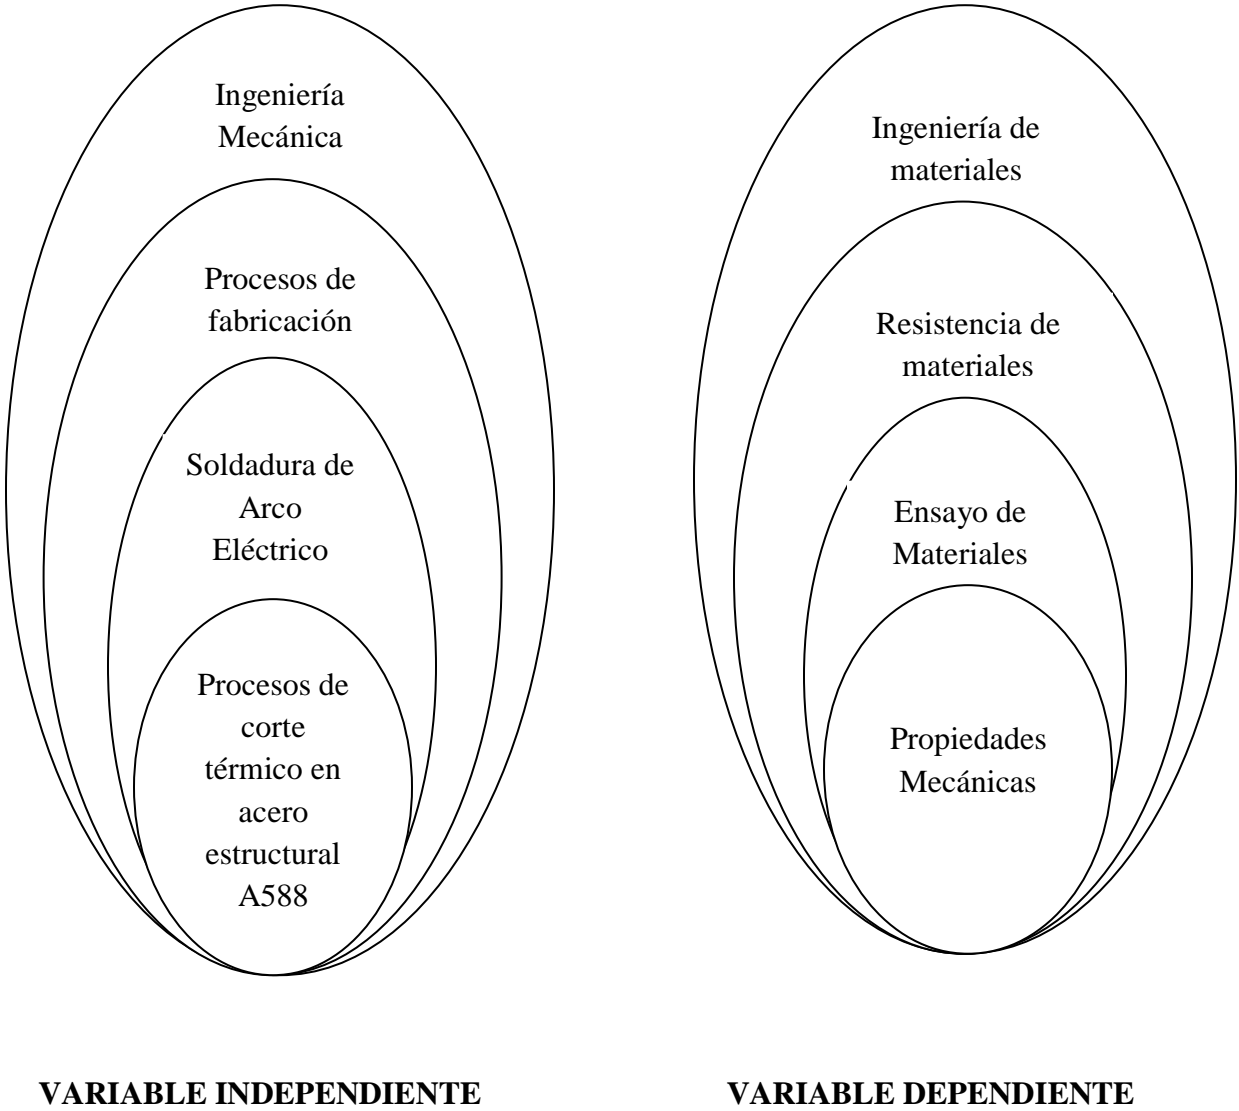 Ingeniería
Mecánica
Procesos de
fabricación
Soldadura de
Arco
Eléctrico
Procesos de
corte
térmico en
acero
estructural
A588
VARIABLE INDEPENDIENTE
Ingeniería de
materiales
Resistencia de
materiales
Ensayo de
Materiales
Propiedades
Mecánicas
VARIABLE DEPENDIENTE